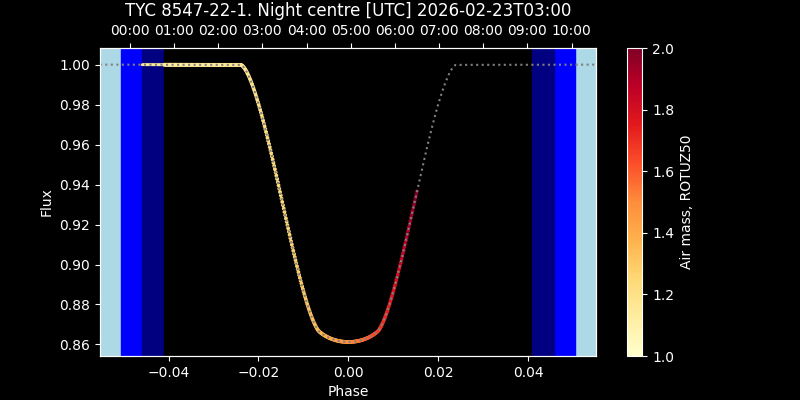 TYC 8547-22-1. Night centre [UTC] 2026-02-23T03:00
00:00 01:00 02:00 03:00 04:00 05:00 06:00 07:00 08:00 09:00 10:00
1.00
0.98
0.96
0.94
0.92
0.90
0.88
0.86
Flux
−0.04 −0.02 0.00 0.02 0.04
Phase
2.0
1.8
1.6
1.4
1.2
1.0
Air mass, ROTUZ50